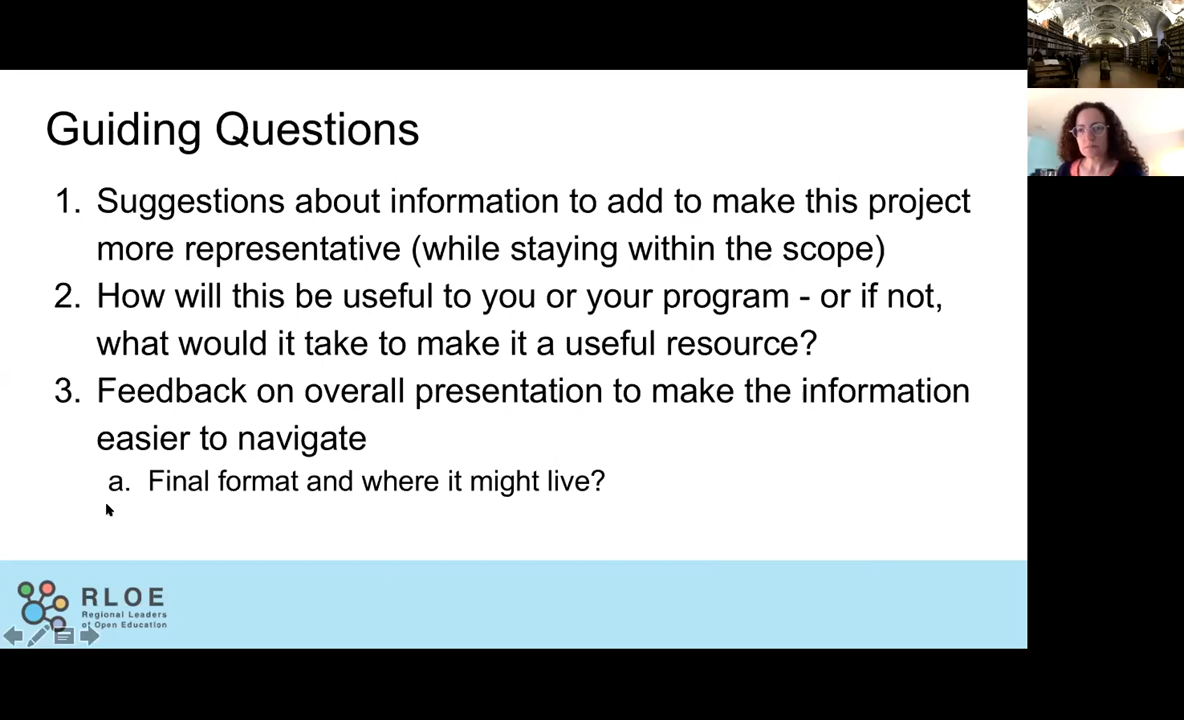 Guiding Questions
1. Suggestions about information to add to make this project
more representative (while staying within the scope)
2. How will this be useful to you or your program - or if not,
what would it take to make it a useful resource?
3. Feedback on overall presentation to make the information
easier to navigate
a. Final format and where it might live?
RLOE
Regional Leaders
of Open Education